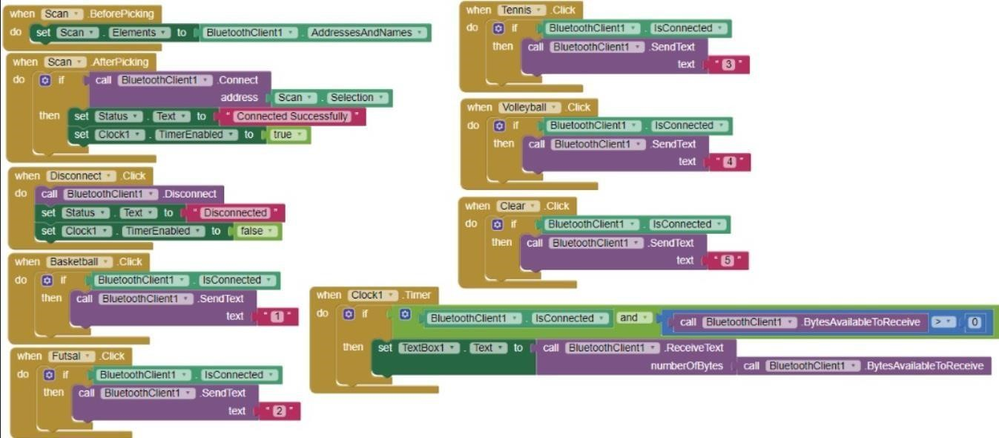 when Scan .BeforePicking
do set Scan . Elements to BluetoothClient1 . AddressesAndNames
when Scan .AfterPicking
do if call BluetoothClient1 .Connect
address Scan . Selection
then set Status . Text to " Connected Successfully "
set Clock1 . TimerEnabled to true
when Disconnect .Click
do call BluetoothClient1 .Disconnect
set Status . Text to " Disconnected "
set Clock1 . TimerEnabled to false
when Basketball .Click
do if BluetoothClient1 . IsConnected
then call BluetoothClient1 .SendText
text " 1 "
when Futsal .Click
do if BluetoothClient1 . IsConnected
then call BluetoothClient1 .SendText
text " 2 "
when Tennis .Click
do if BluetoothClient1 . IsConnected
then call BluetoothClient1 .SendText
text " 3 "
when Volleyball .Click
do if BluetoothClient1 . IsConnected
then call BluetoothClient1 .SendText
text " 4 "
when Clear .Click
do if BluetoothClient1 . IsConnected
then call BluetoothClient1 .SendText
text " 5 "
when Clock1 .Timer
do if BluetoothClient1 . IsConnected and call BluetoothClient1 .BytesAvailableToReceive > 0
then set TextBox1 . Text to call BluetoothClient1 .ReceiveText
numberOfBytes call BluetoothClient1 .BytesAvailableToReceive